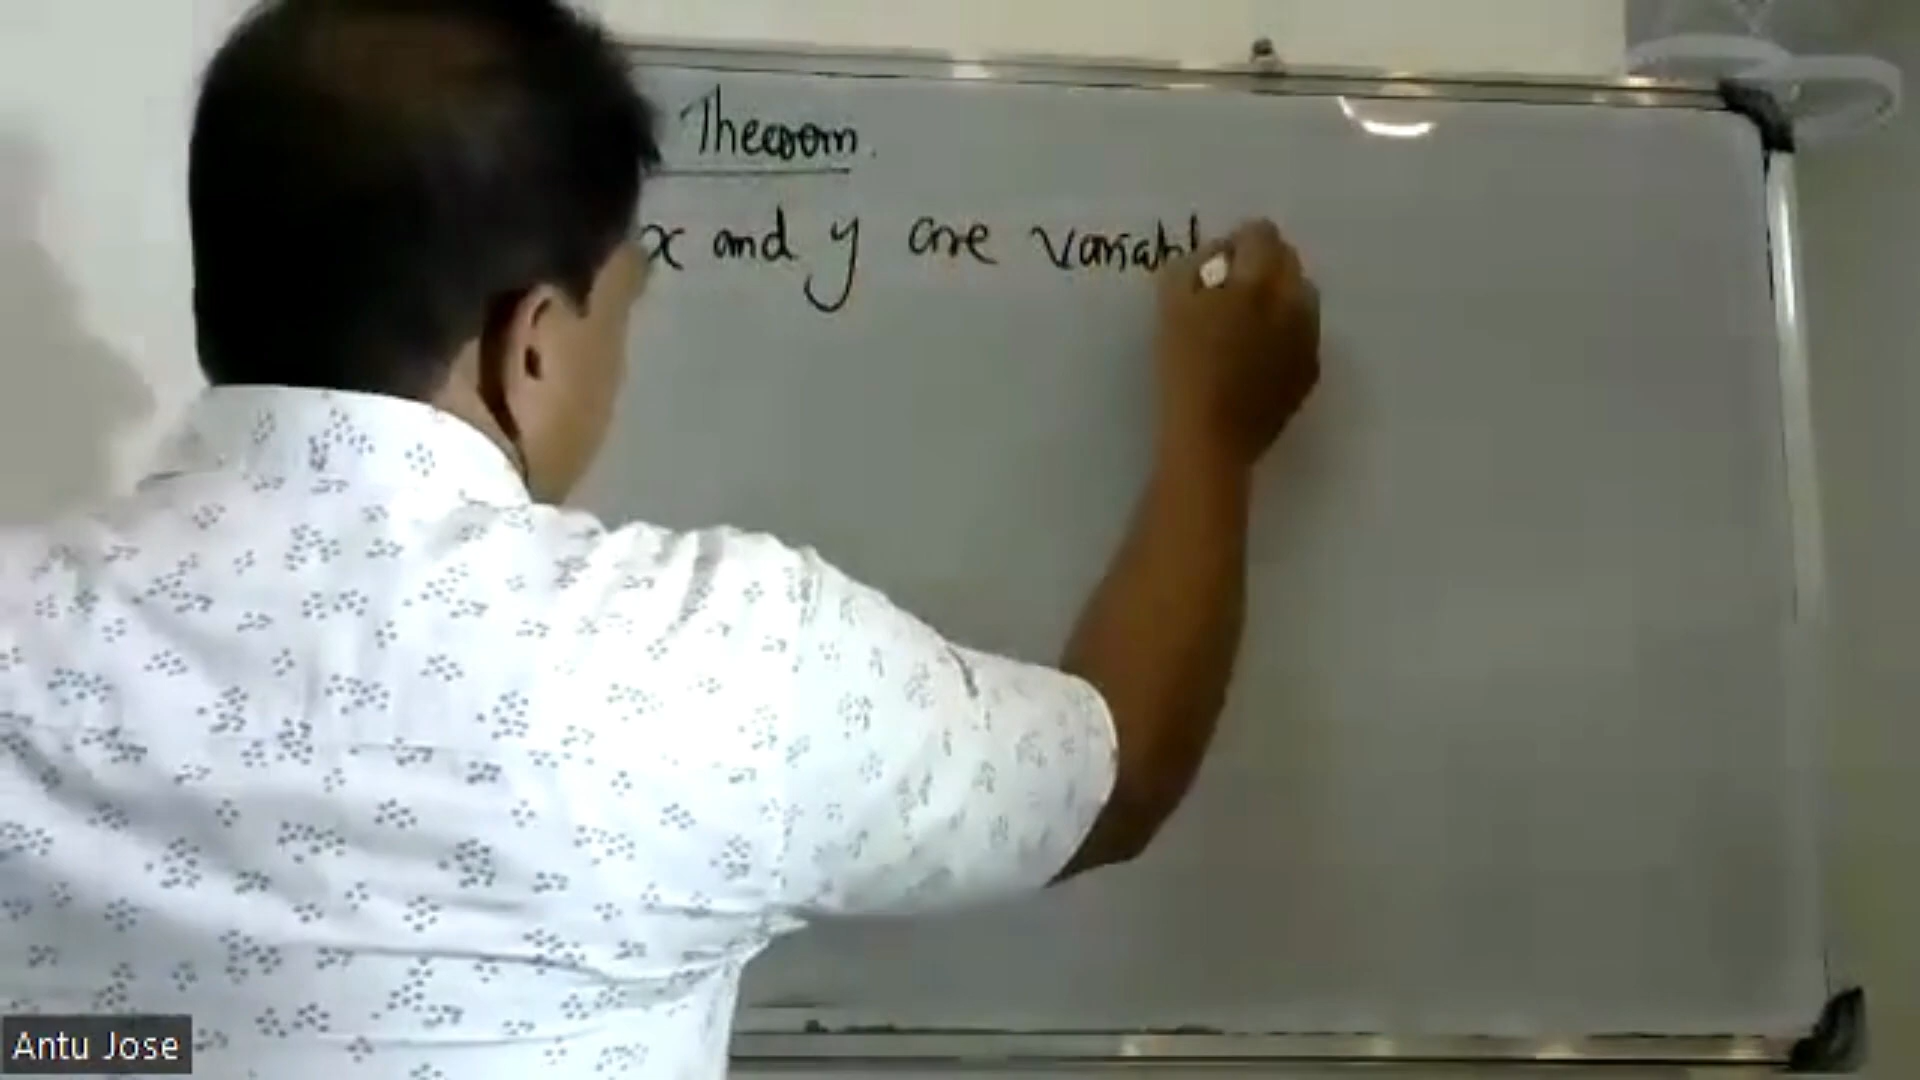 Theorem.
x and y are variabl
Antu Jose